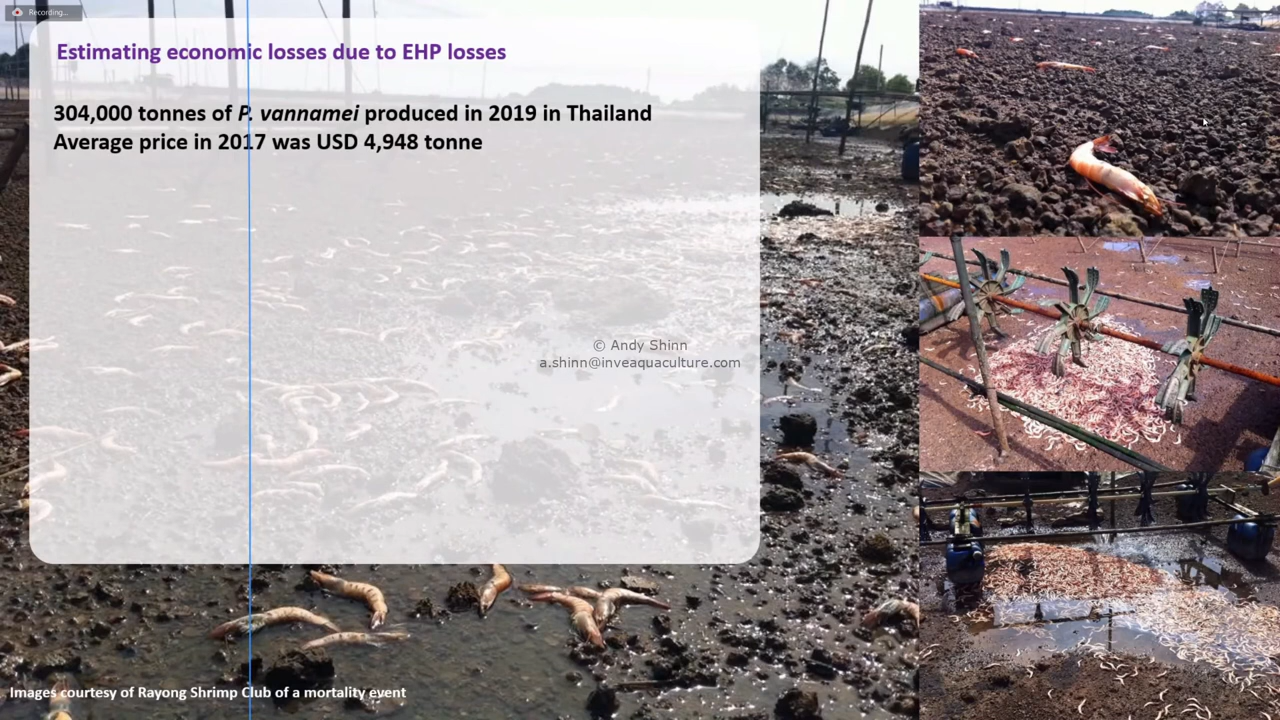 Recording...
Estimating economic losses due to EHP losses
304,000 tonnes of P. vannamei produced in 2019 in Thailand
Average price in 2017 was USD 4,948 tonne
© Andy Shinn
a.shinn@inveaquaculture.com
Images courtesy of Rayong Shrimp Club of a mortality event